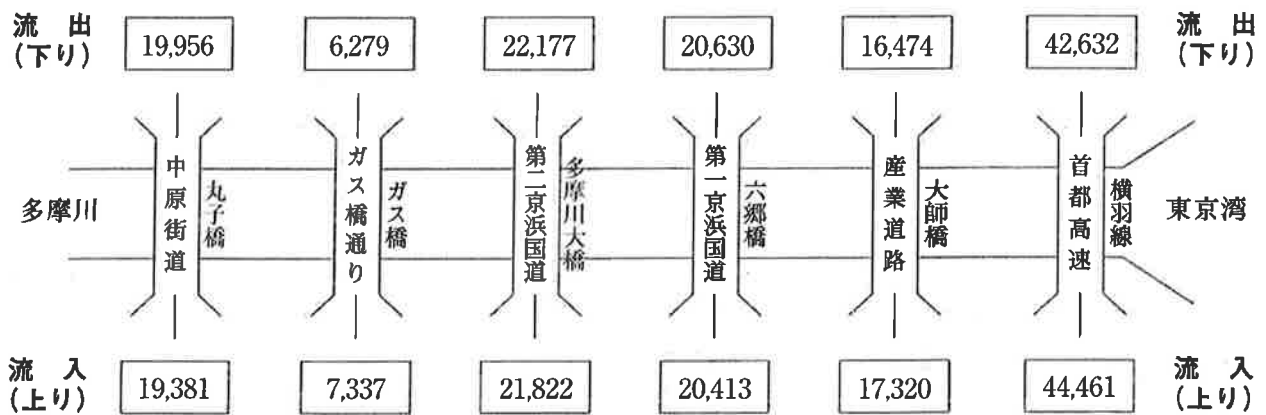 流出 19,956 6,279 22,177 20,630 16,474 42,632 流出
(下り) (下り)
多摩川 中原街道 丸子橋 ガス橋通り ガス橋 第二京浜国道 多摩川大橋 第一京浜国道 六郷橋 産業道路 大師橋 首都高速 横羽線 東京湾
流入 19,381 7,337 21,822 20,413 17,320 44,461 流入
(上り) (上り)